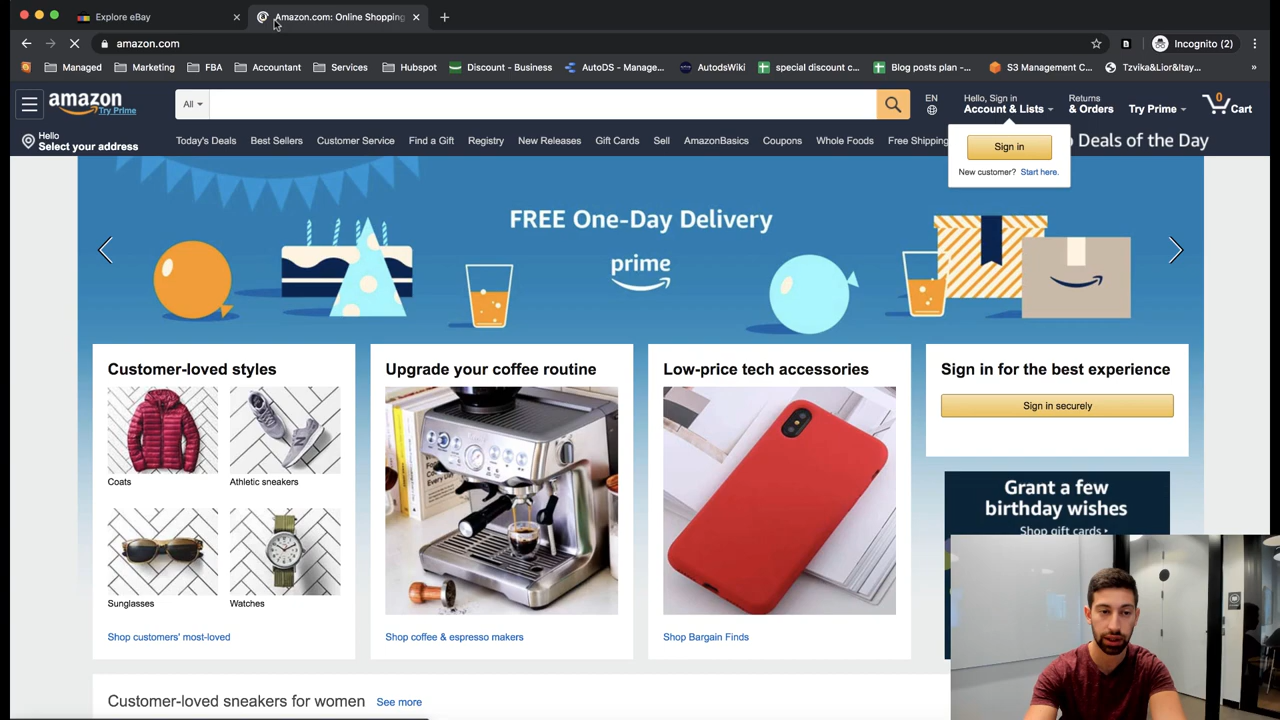 Explore eBay
Amazon.com: Online Shopping
amazon.com
Incognito (2)
Managed
Marketing
FBA
Accountant
Services
Hubspot
Discount - Business
AutoDS - Manage...
AutodsWiki
special discount c...
Blog posts plan -...
S3 Management C...
Tzvika&Lior&Itay...
»
amazon
Try Prime
All
EN
Hello, Sign in
Account & Lists
Returns
& Orders
Try Prime
0
Cart
Hello
Select your address
Today's Deals
Best Sellers
Customer Service
Find a Gift
Registry
New Releases
Gift Cards
Sell
AmazonBasics
Coupons
Whole Foods
Free Shipping
Deals of the Day
Sign in
New customer? Start here.
FREE One-Day Delivery
prime
Customer-loved styles
Coats
Athletic sneakers
Sunglasses
Watches
Shop customers' most-loved
Upgrade your coffee routine
Shop coffee & espresso makers
Low-price tech accessories
Shop Bargain Finds
Sign in for the best experience
Sign in securely
Grant a few
birthday wishes
Shop gift cards
Customer-loved sneakers for women
See more